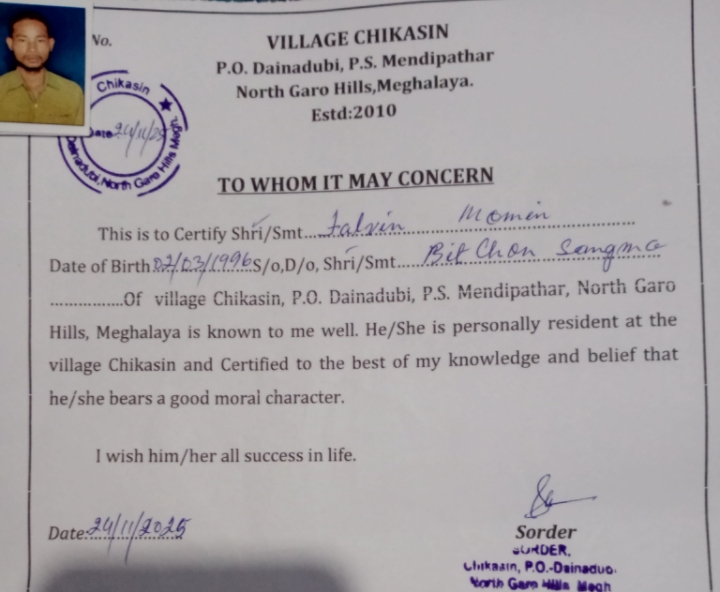 No.
VILLAGE CHIKASIN
P.O. Dainadubi, P.S. Mendipathar
North Garo Hills,Meghalaya.
Estd:2010
Chikasin
Date 24/11/25
Dainadubi, North Garo Hills Megh.
TO WHOM IT MAY CONCERN
This is to Certify Shri/Smt....Falvin Momin
Date of Birth 02/03/1996 S/o,D/o, Shri/Smt....Bit Chon Sangma
................Of village Chikasin, P.O. Dainadubi, P.S. Mendipathar, North Garo
Hills, Meghalaya is known to me well. He/She is personally resident at the
village Chikasin and Certified to the best of my knowledge and belief that
he/she bears a good moral character.
I wish him/her all success in life.
Date:24/11/2025
Sorder
SORDER,
Chikasin, P.O.-Dainadubi
North Garo Hills Megh